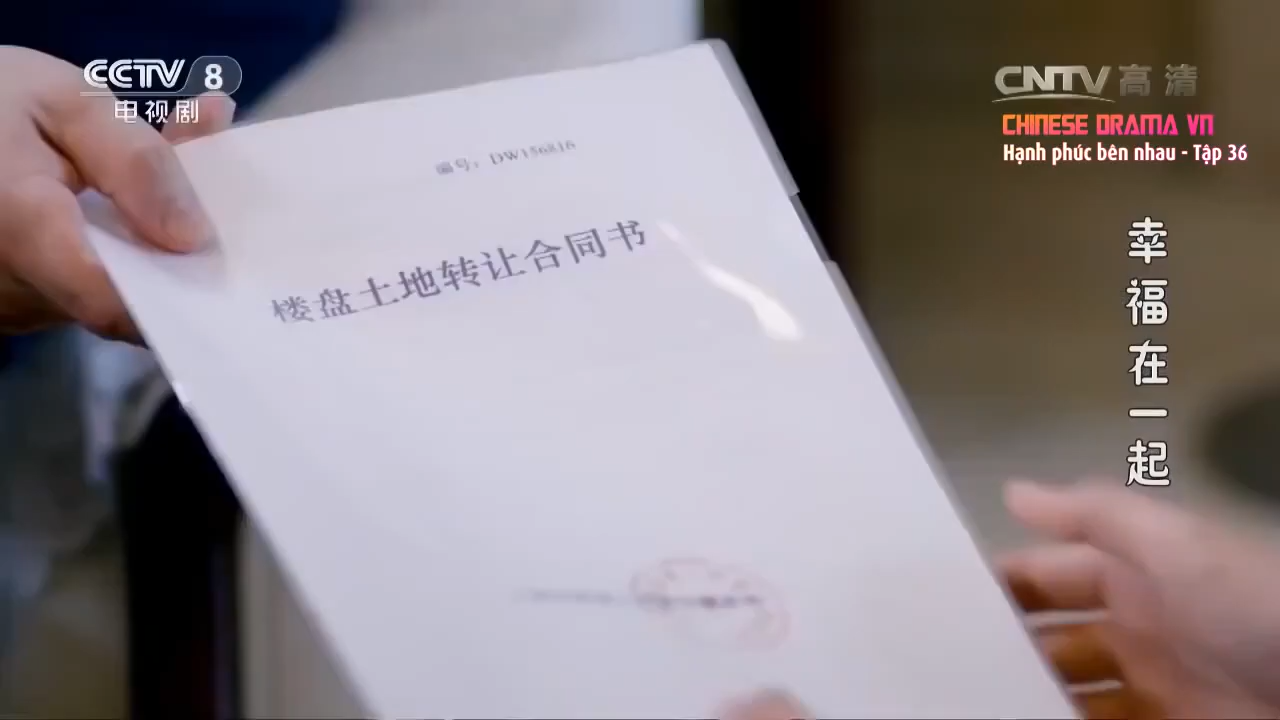 CCTV 8
电视剧
CNTV 高清
CHINESE DRAMA VN
Hạnh phúc bên nhau - Tập 36
编号：DW156816
楼盘土地转让合同书
幸福在一起